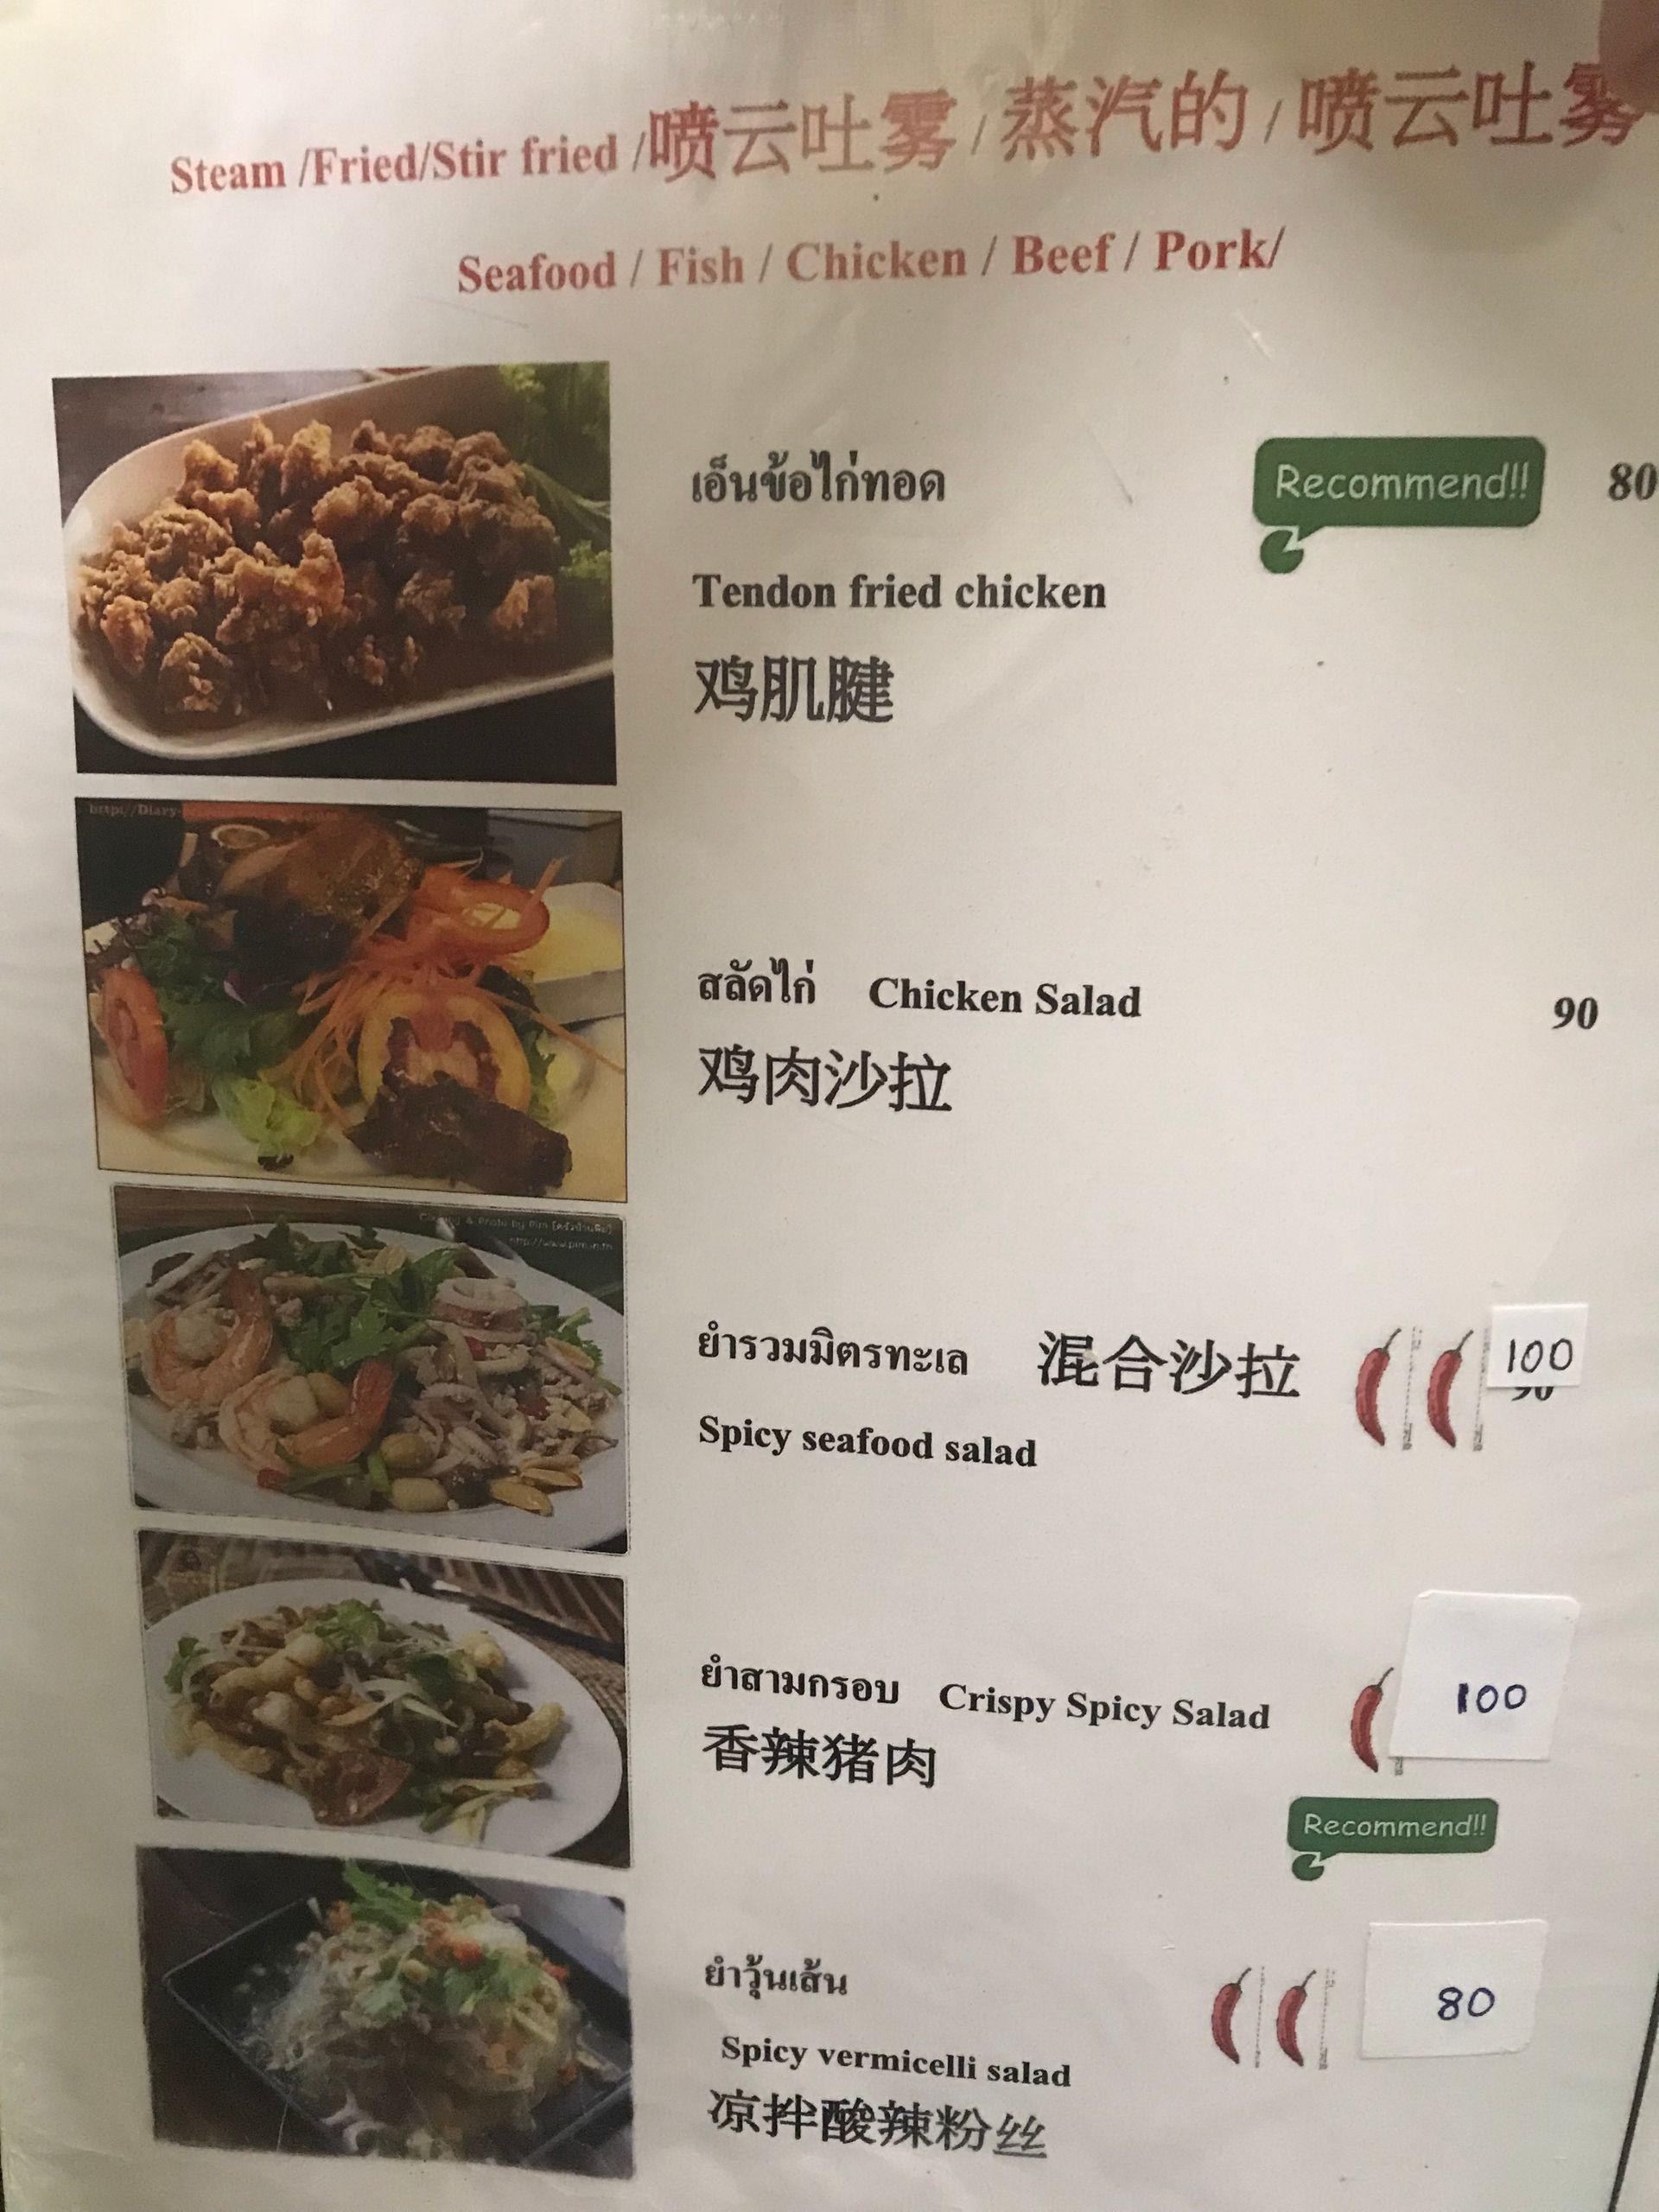 Steam /Fried/Stir fried /喷云吐雾 / 蒸汽的 / 喷云吐雾
Seafood / Fish / Chicken / Beef / Pork/
เอ็นข้อไก่ทอด Recommend!! 80
Tendon fried chicken
鸡肌腱
http://Diary-
สลัดไก่ Chicken Salad 90
鸡肉沙拉
& Photo by Pim
http://www.pim.in.th
ยำรวมมิตรทะเล 混合沙拉 100
90
Spicy seafood salad
ยำสามกรอบ Crispy Spicy Salad 100
香辣猪肉
Recommend!!
ยำวุ้นเส้น 80
Spicy vermicelli salad
凉拌酸辣粉丝